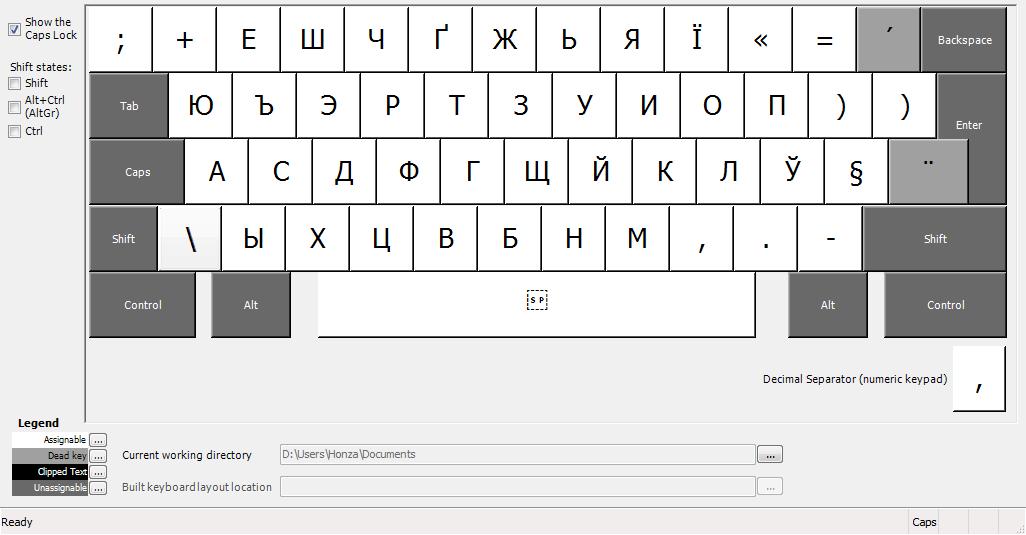 Show the
Caps Lock
Shift states:
Shift
Alt+Ctrl
(AltGr)
Ctrl
; + Е Ш Ч Ґ Ж Ь Я Ї « = ´ Backspace
Tab Ю Ъ Э Р Т З У И О П ) ) Enter
Caps А С Д Ф Г Щ Й К Л Ў § ¨
Shift \ Ы Х Ц В Б Н М , . - Shift
Control Alt SP Alt Control
Decimal Separator (numeric keypad) ,
Legend
Assignable ...
Dead key ...
Clipped Text ...
Unassignable ...
Current working directory D:\Users\Honza\Documents ...
Built keyboard layout location ...
Ready Caps